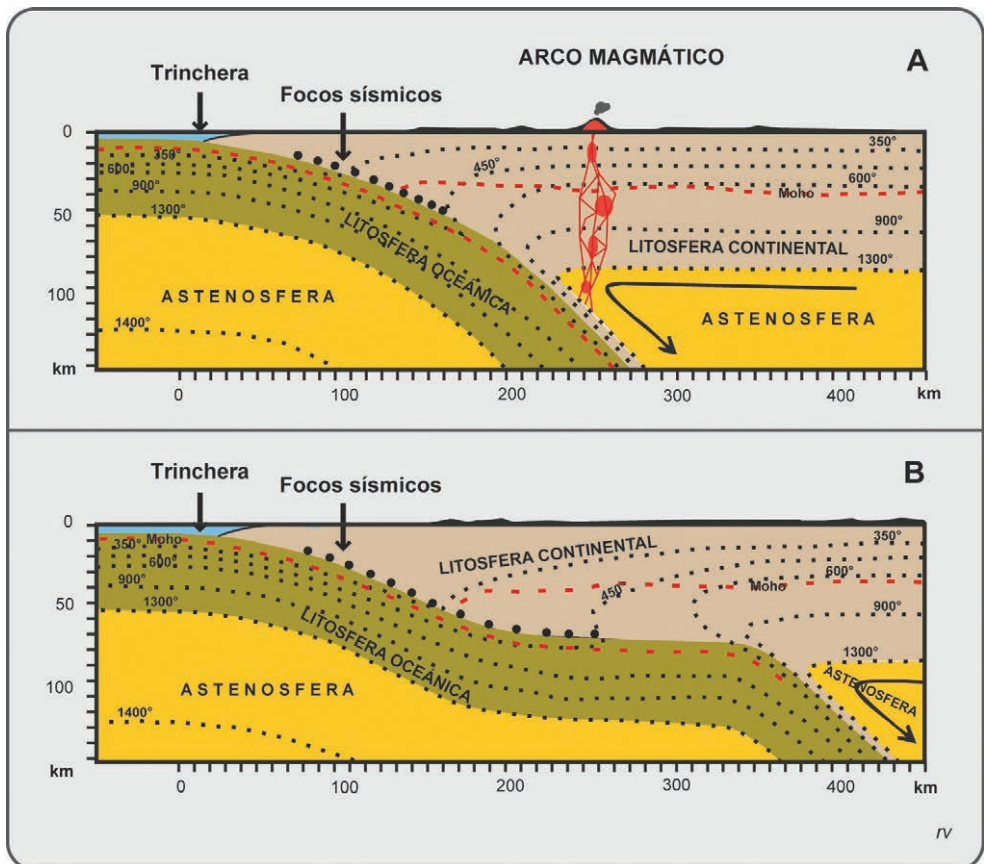 ARCO MAGMÁTICO
A
Trinchera
Focos sísmicos
0
50
100
km
350°
600°
900°
1300°
1400°
450°
350°
600°
Moho
900°
1300°
LITOSFERA OCEÁNICA
LITOSFERA CONTINENTAL
ASTENOSFERA
ASTENOSFERA
0
100
200
300
400
km
B
Trinchera
Focos sísmicos
0
50
100
km
Moho
350°
600°
900°
1300°
1400°
LITOSFERA CONTINENTAL
450°
350°
600°
Moho
900°
1300°
LITOSFERA OCEÁNICA
ASTENOSFERA
ASTENOSFERA
0
100
200
300
400
km
rv